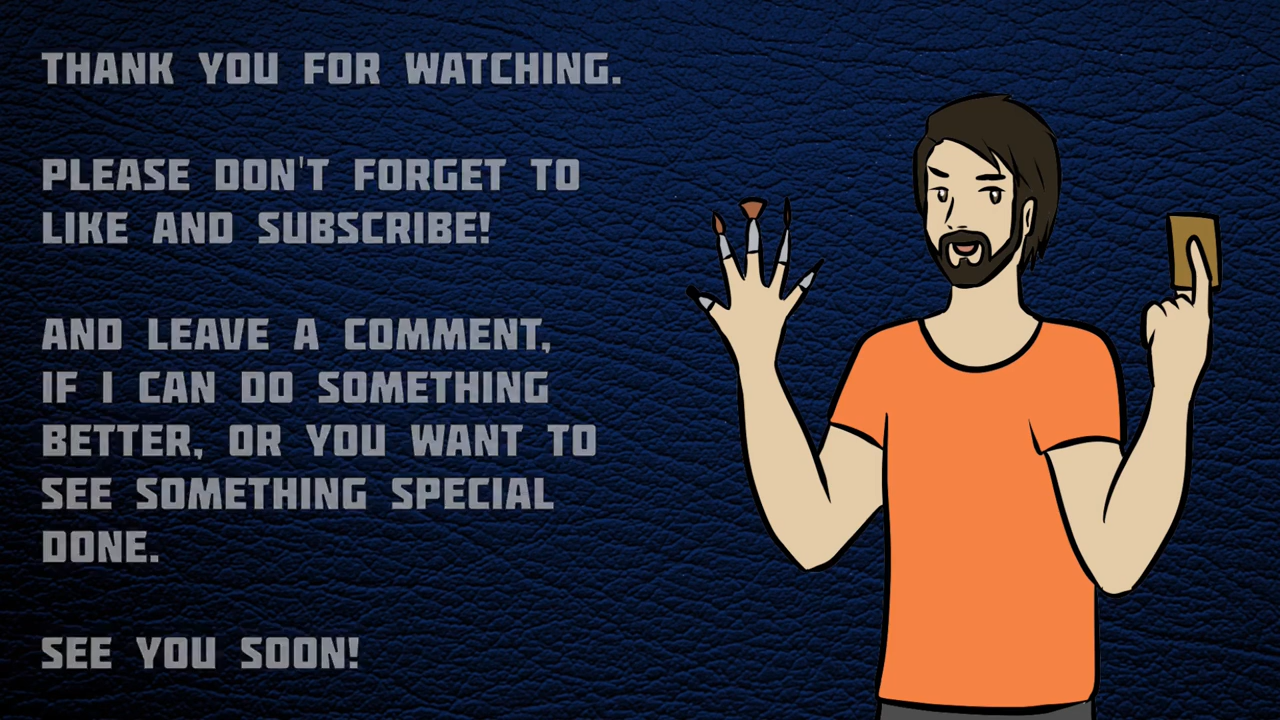 THANK YOU FOR WATCHING.
PLEASE DON'T FORGET TO
LIKE AND SUBSCRIBE!
AND LEAVE A COMMENT,
IF I CAN DO SOMETHING
BETTER, OR YOU WANT TO
SEE SOMETHING SPECIAL
DONE.
SEE YOU SOON!